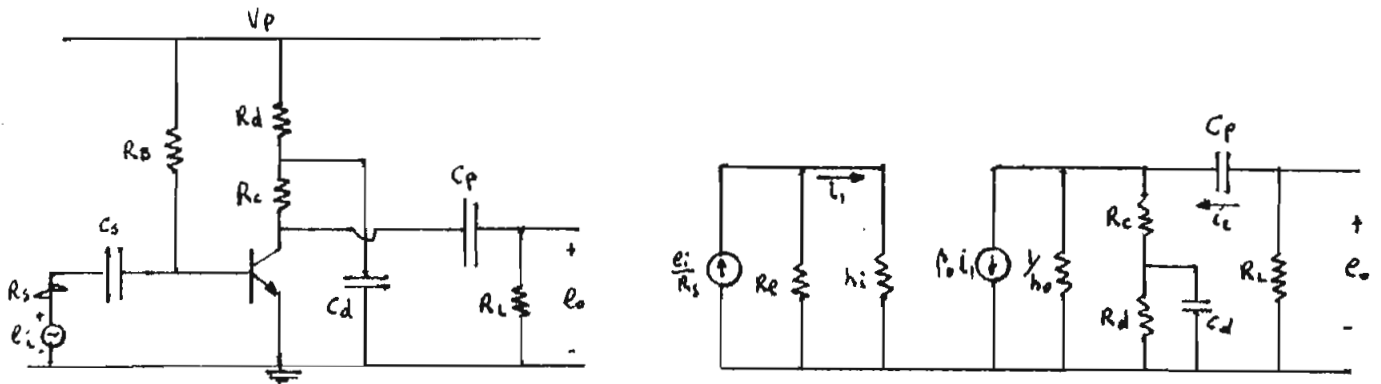 Vp
Rd
RB
Rc
Cp
Cs
Rs
+
ei
-
Cd
RL
+
eo
-
ei/Rs
Rl
i1
hi
βo i1
1/ho
Rc
Rd
Cd
Cp
iL
RL
+
eo
-